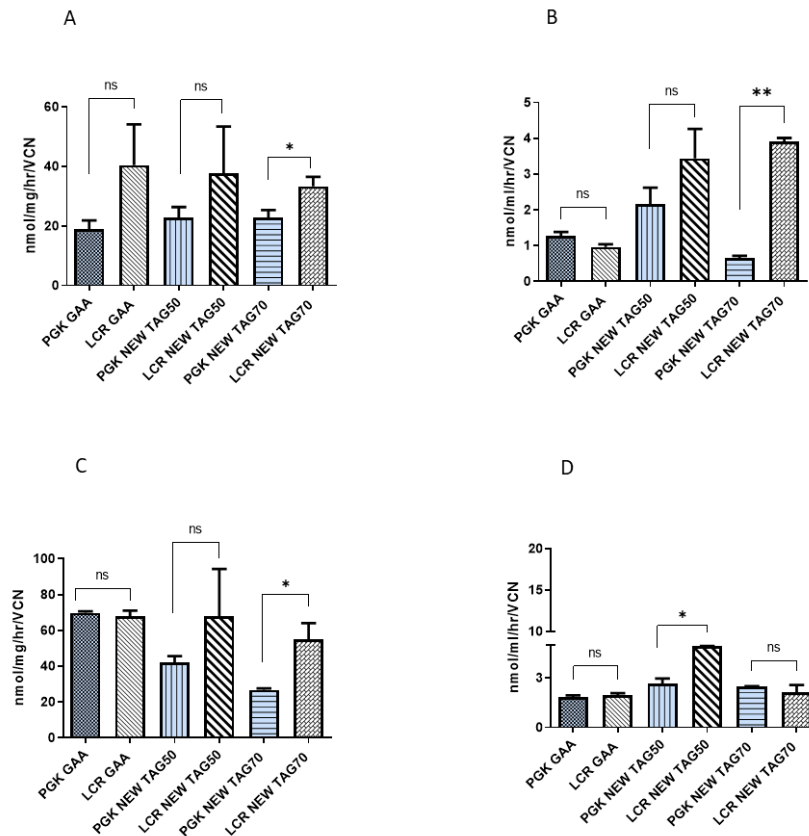 A
ns
ns
*
60
40
20
0
nmol/mg/hr/VCN
PGK GAA
LCR GAA
PGK NEW TAG50
LCR NEW TAG50
PGK NEW TAG70
LCR NEW TAG70
B
ns
ns
**
5
4
3
2
1
0
nmol/ml/hr/VCN
PGK GAA
LCR GAA
PGK NEW TAG50
LCR NEW TAG50
PGK NEW TAG70
LCR NEW TAG70
C
ns
ns
*
100
80
60
40
20
0
nmol/mg/hr/VCN
PGK GAA
LCR GAA
PGK NEW TAG50
LCR NEW TAG50
PGK NEW TAG70
LCR NEW TAG70
D
ns
*
ns
20
15
10
3
0
nmol/ml/hr/VCN
PGK GAA
LCR GAA
PGK NEW TAG50
LCR NEW TAG50
PGK NEW TAG70
LCR NEW TAG70